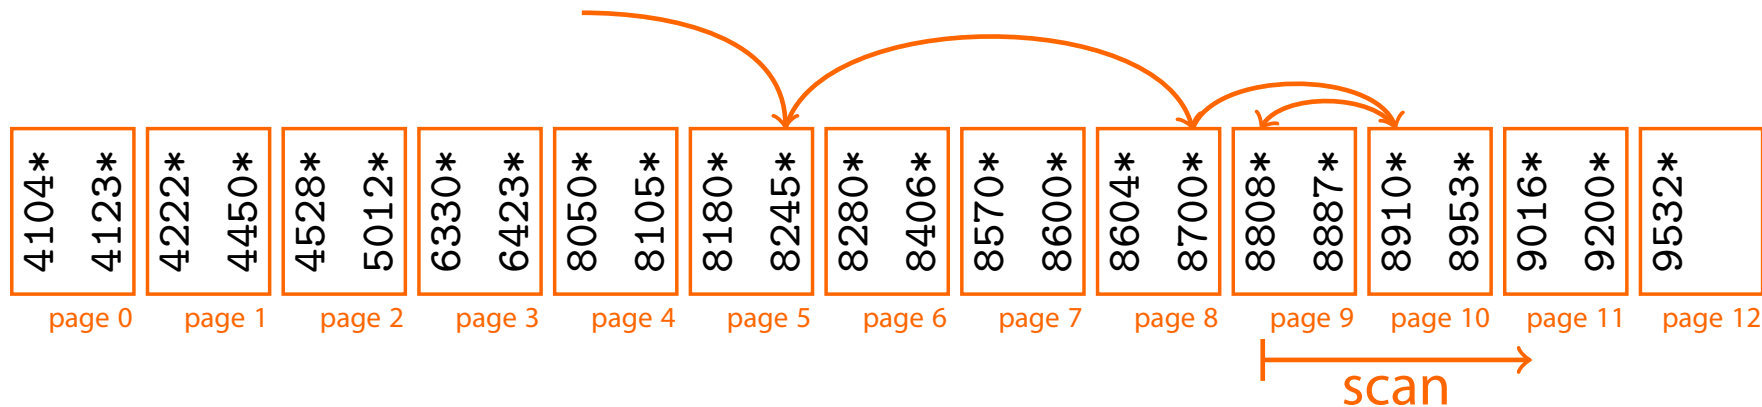 4104* 4123* 4222* 4450* 4528* 5012* 6330* 6423* 8050* 8105* 8180* 8245* 8280* 8406* 8570* 8600* 8604* 8700* 8808* 8887* 8910* 8953* 9016* 9200* 9532*
page 0 page 1 page 2 page 3 page 4 page 5 page 6 page 7 page 8 page 9 page 10 page 11 page 12
scan